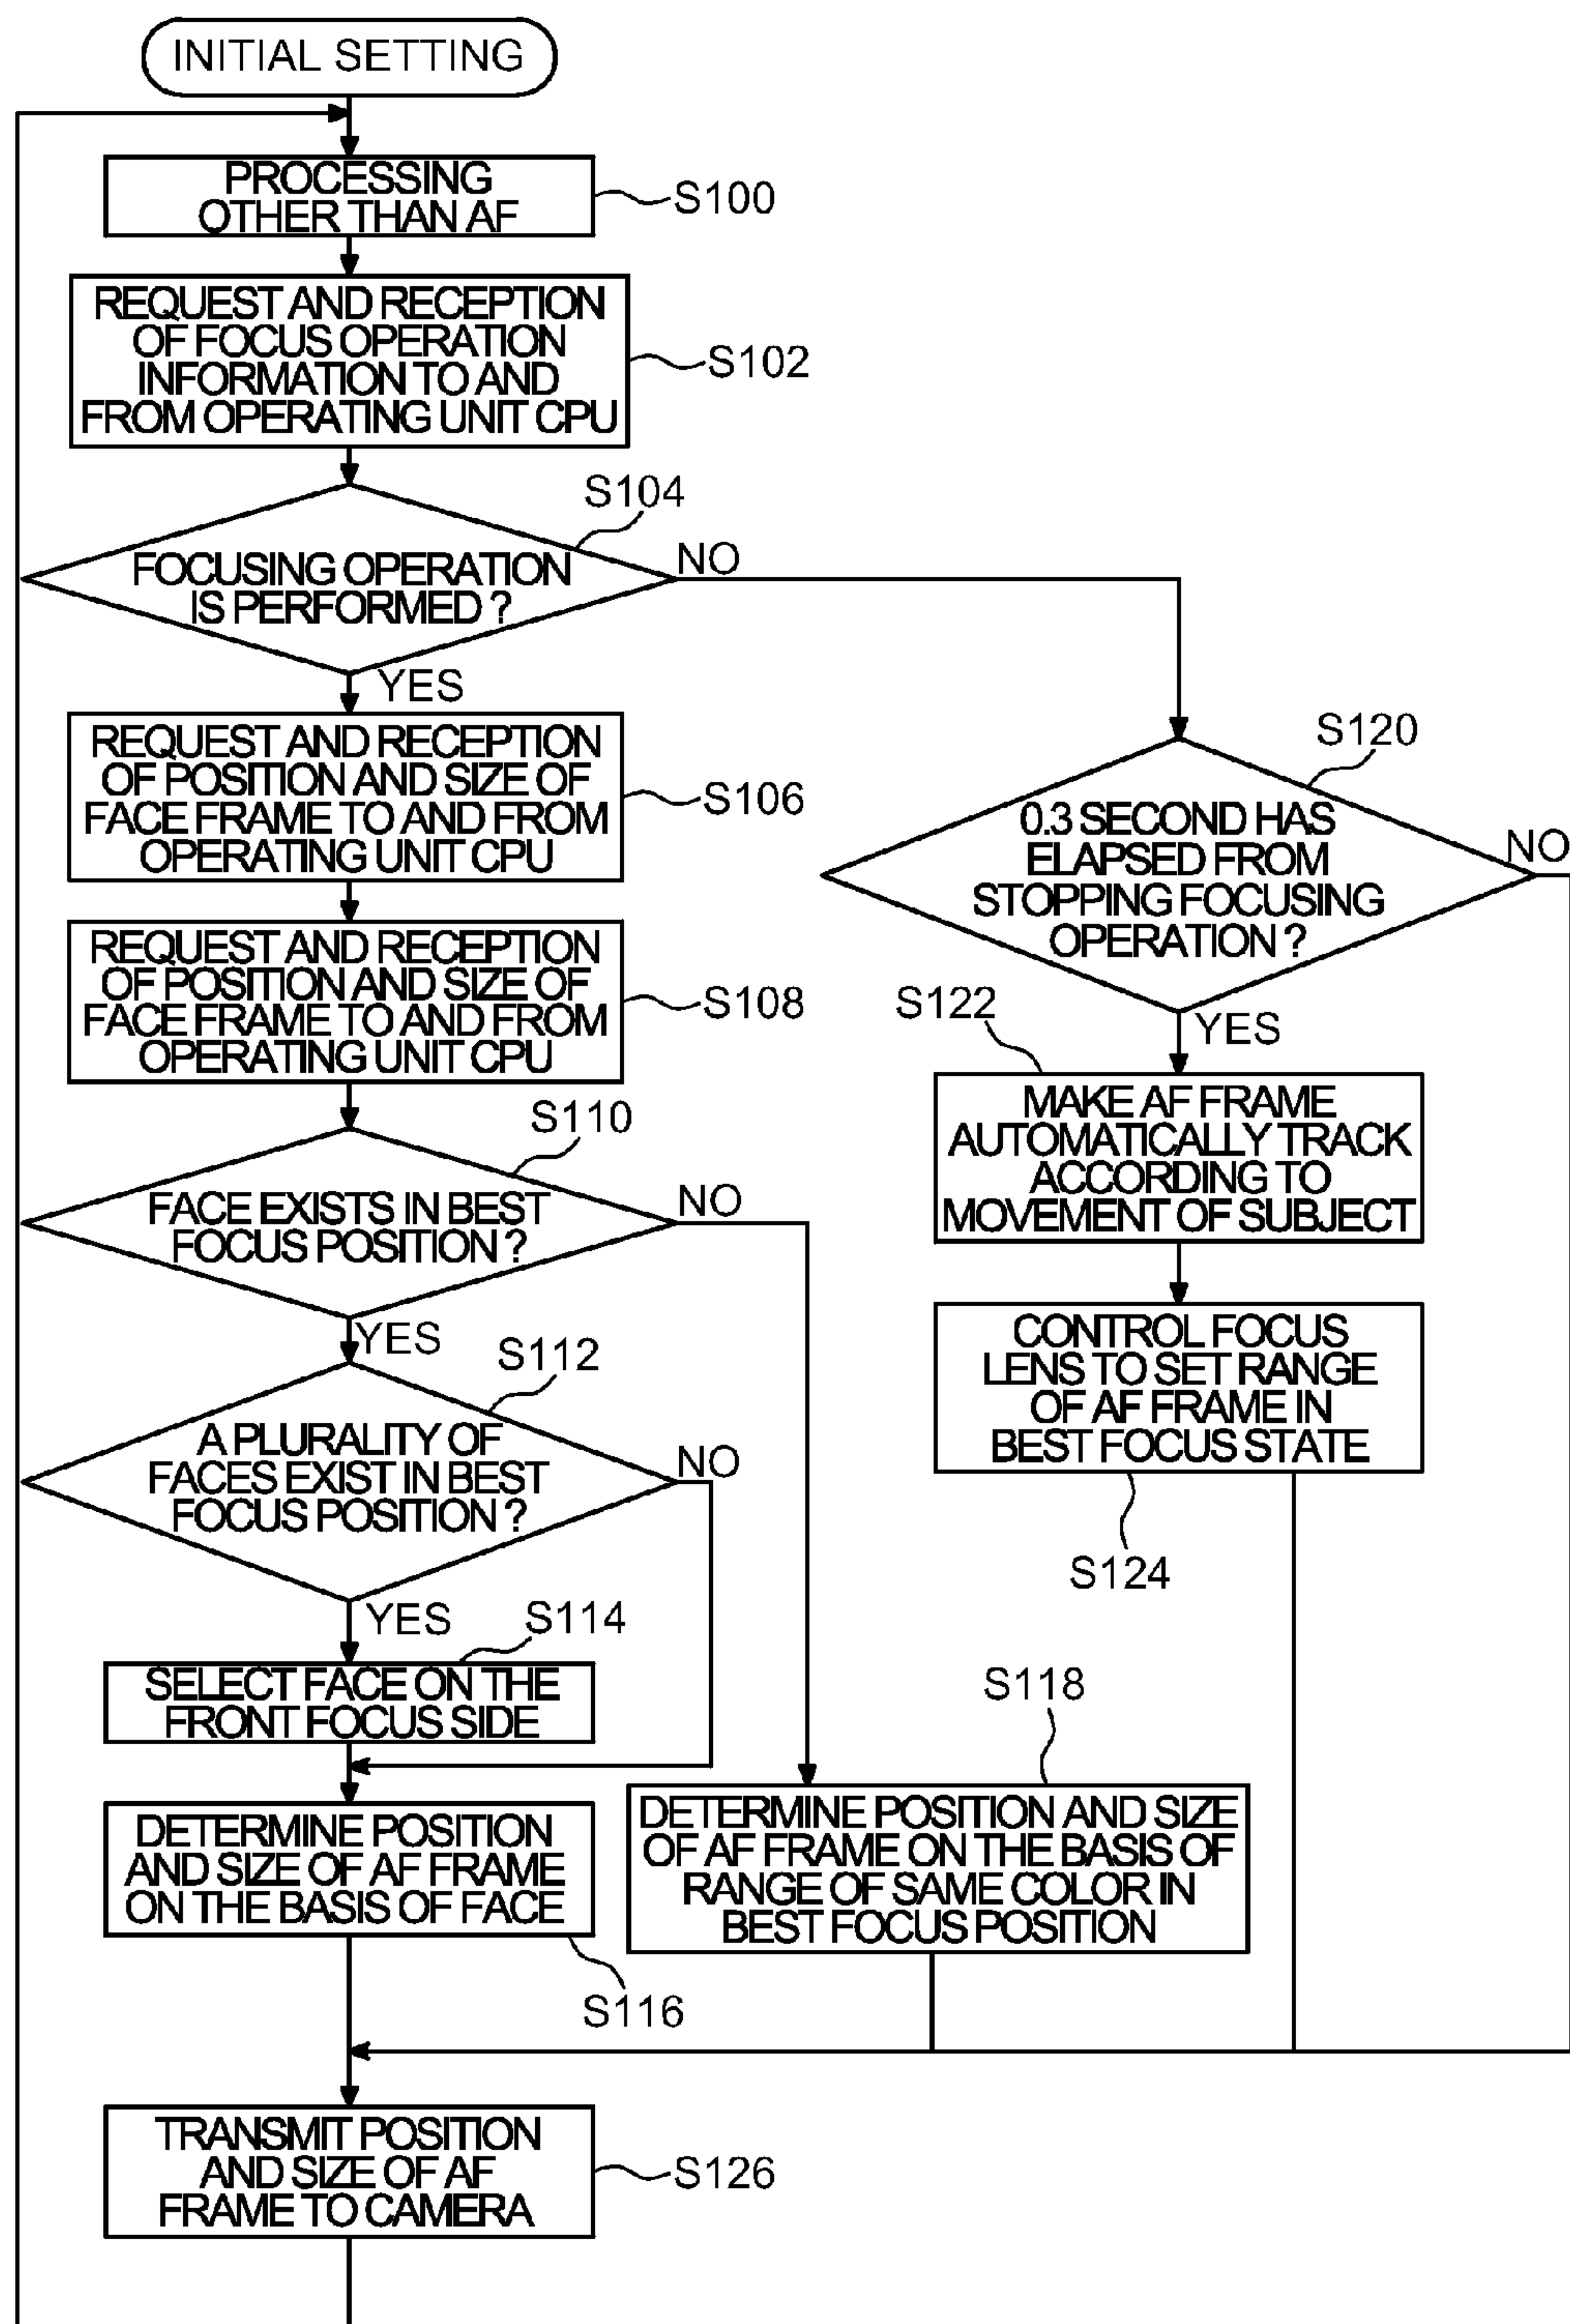 INITIAL SETTING
PROCESSING
OTHER THAN AF
S100
REQUEST AND RECEPTION
OF FOCUS OPERATION
INFORMATION TO AND
FROM OPERATING UNIT CPU
S102
S104
FOCUSING OPERATION
IS PERFORMED ?
NO
YES
REQUEST AND RECEPTION
OF POSITION AND SIZE OF
FACE FRAME TO AND FROM
OPERATING UNIT CPU
S106
REQUEST AND RECEPTION
OF POSITION AND SIZE OF
FACE FRAME TO AND FROM
OPERATING UNIT CPU
S108
S110
FACE EXISTS IN BEST
FOCUS POSITION ?
NO
YES
S112
A PLURALITY OF
FACES EXIST IN BEST
FOCUS POSITION ?
NO
YES
S114
SELECT FACE ON THE
FRONT FOCUS SIDE
DETERMINE POSITION
AND SIZE OF AF FRAME
ON THE BASIS OF FACE
S116
S118
DETERMINE POSITION AND SIZE
OF AF FRAME ON THE BASIS OF
RANGE OF SAME COLOR IN
BEST FOCUS POSITION
S120
0.3 SECOND HAS
ELAPSED FROM
STOPPING FOCUSING
OPERATION ?
NO
YES
S122
MAKE AF FRAME
AUTOMATICALLY TRACK
ACCORDING TO
MOVEMENT OF SUBJECT
CONTROL FOCUS
LENS TO SET RANGE
OF AF FRAME IN
BEST FOCUS STATE
S124
TRANSMIT POSITION
AND SIZE OF AF
FRAME TO CAMERA
S126